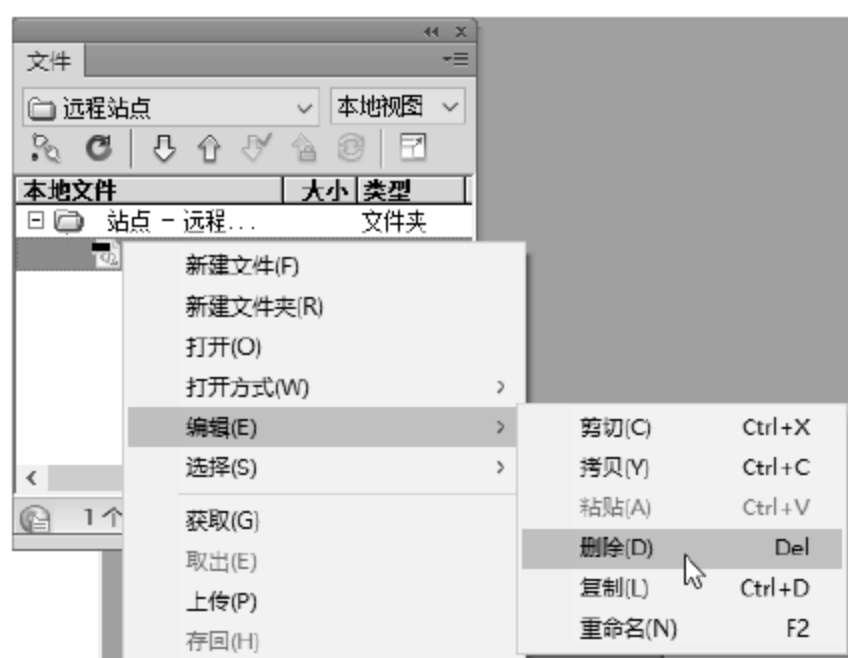 文件
远程站点 本地视图
本地文件 大小 类型
站点 - 远程... 文件夹
新建文件(F)
新建文件夹(R)
打开(O)
打开方式(W)
编辑(E)
选择(S)
获取(G)
取出(E)
上传(P)
存回(H)
剪切(C) Ctrl+X
拷贝(Y) Ctrl+C
粘贴(A) Ctrl+V
删除(D) Del
复制(L) Ctrl+D
重命名(N) F2
1个